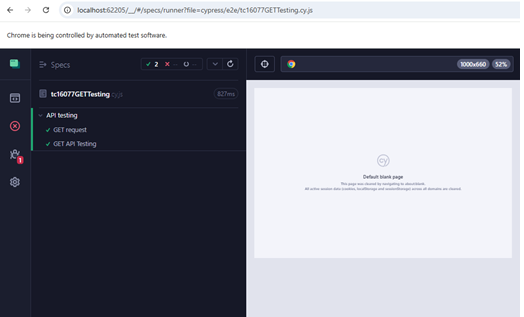 localhost:62205/__/#/specs/runner?file=cypress/e2e/tc16077GETTesting.cy.js
Chrome is being controlled by automated test software.
Specs
2
--
--
1000x660
52%
tc16077GETTesting.cy.js
827ms
API testing
GET request
GET API Testing
1
cy
Default blank page
This page was cleared by navigating to about:blank.
All active session data (cookies, localStorage and sessionStorage) across all domains are cleared.